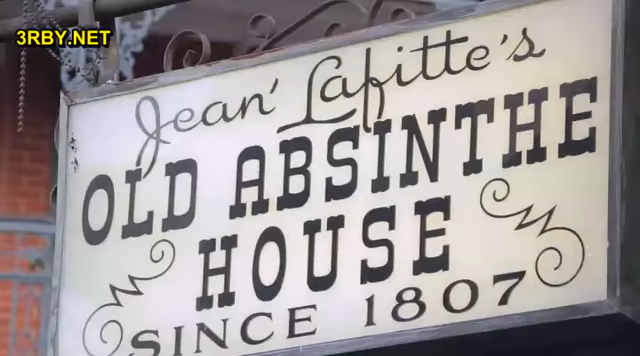 3RBY.NET
Jean' Lafitte's
OLD ABSINTHE
HOUSE
SINCE 1807